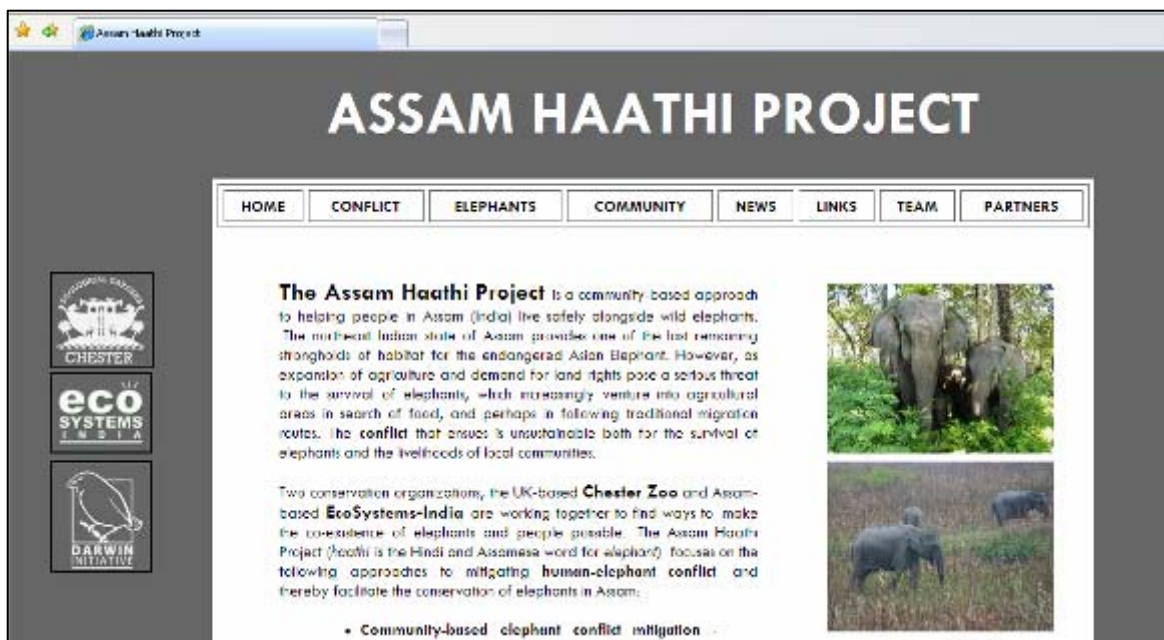 Assam Haathi Project
ASSAM HAATHI PROJECT
HOME CONFLICT ELEPHANTS COMMUNITY NEWS LINKS TEAM PARTNERS
The Assam Haathi Project is a community-based approach
to helping people in Assam (India) live safely alongside wild elephants.
The northeast Indian state of Assam provides one of the last remaining
strongholds of habitat for the endangered Asian Elephant. However, as
expansion of agriculture and demand for land rights pose a serious threat
to the survival of elephants, which increasingly venture into agricultural
areas in search of food, and perhaps in following traditional migration
routes. The conflict that ensues is unsustainable both for the survival of
elephants and the livelihoods of local communities.
Two conservation organizations, the UK-based Chester Zoo and Assam-
based EcoSystems-India are working together to find ways to make
the co-existence of elephants and people possible. The Assam Haathi
Project (haathi is the Hindi and Assamese word for elephant) focuses on the
following approaches to mitigating human-elephant conflict and
thereby facilitate the conservation of elephants in Assam:
• Community-based elephant conflict mitigation -
CHESTER
eco
SYSTEMS
INDIA
DARWIN
INITIATIVE